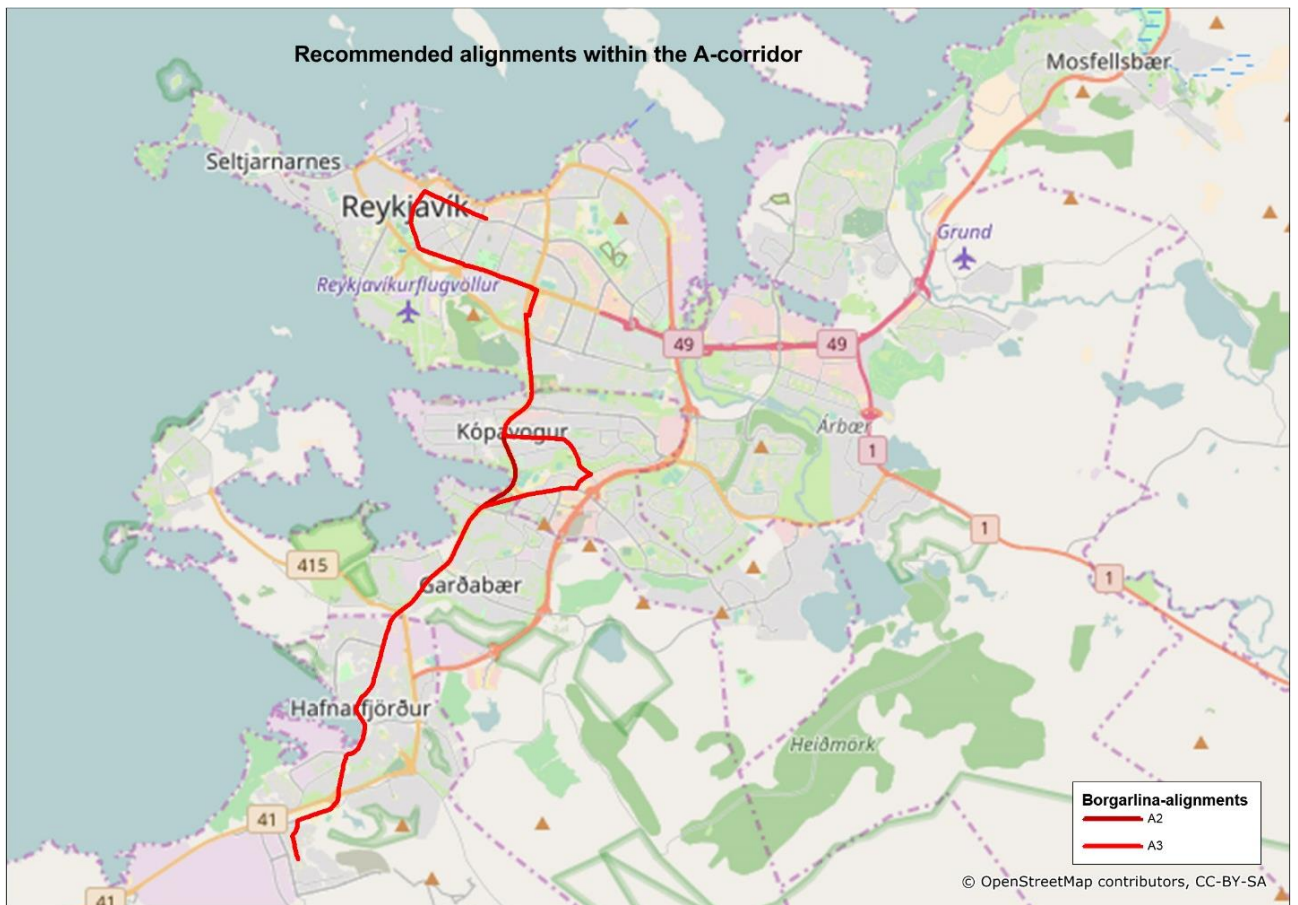 Recommended alignments within the A-corridor
Mosfellsbær
Seltjarnarnes
Reykjavík
Grund
Reykjavíkurflugvöllur
49
49
Kópavogur
Árbær
1
1
415
1
Garðabær
Hafnarfjörður
Heiðmörk
41
Borgarlina-alignments
A2
A3
© OpenStreetMap contributors, CC-BY-SA
41